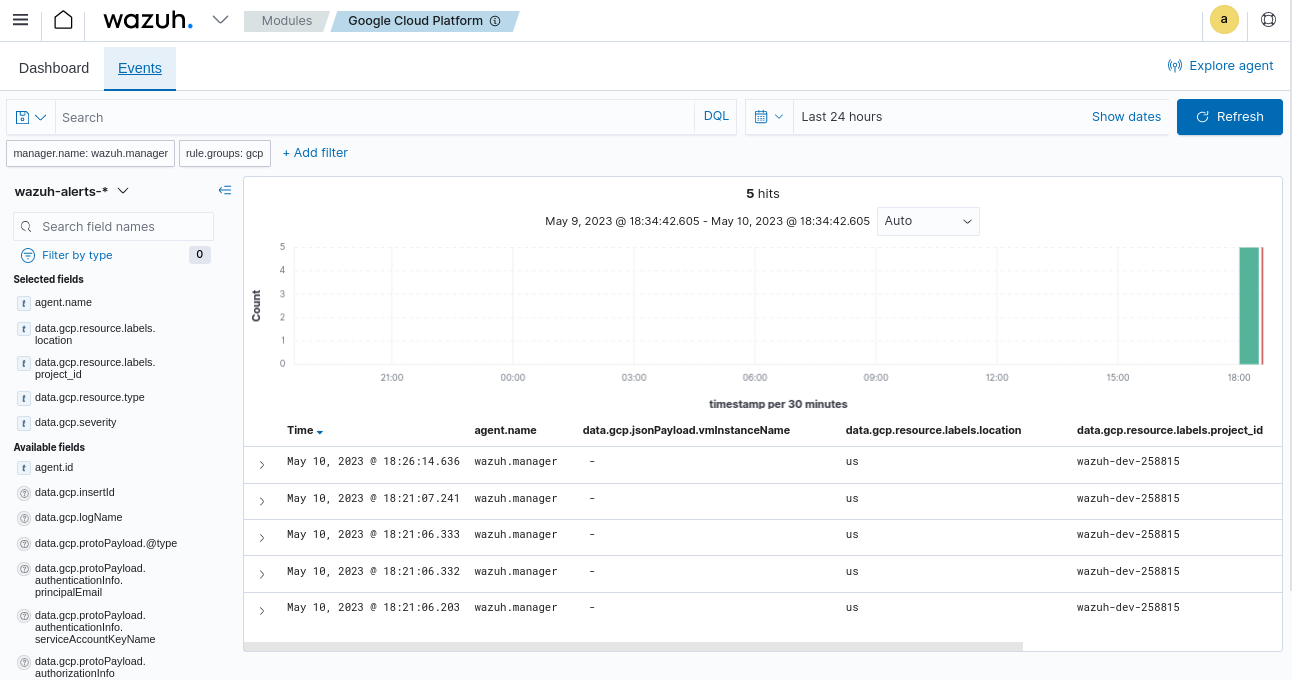 wazuh.
Modules
Google Cloud Platform
a
Dashboard
Events
Explore agent
Search
DQL
Last 24 hours
Show dates
Refresh
manager.name: wazuh.manager
rule.groups: gcp
+ Add filter
wazuh-alerts-*
Search field names
Filter by type
0
Selected fields
t agent.name
t data.gcp.resource.labels.
location
t data.gcp.resource.labels.
project_id
t data.gcp.resource.type
t data.gcp.severity
Available fields
t agent.id
? data.gcp.insertId
? data.gcp.logName
? data.gcp.protoPayload.@type
? data.gcp.protoPayload.
authenticationInfo.
principalEmail
? data.gcp.protoPayload.
authenticationInfo.
serviceAccountKeyName
? data.gcp.protoPayload.
authorizationInfo
5 hits
May 9, 2023 @ 18:34:42.605 - May 10, 2023 @ 18:34:42.605
Auto
Count
5
4
3
2
1
0
21:00 00:00 03:00 06:00 09:00 12:00 15:00 18:00
timestamp per 30 minutes
Time agent.name data.gcp.jsonPayload.vmInstanceName data.gcp.resource.labels.location data.gcp.resource.labels.project_id
May 10, 2023 @ 18:26:14.636 wazuh.manager - us wazuh-dev-258815
May 10, 2023 @ 18:21:07.241 wazuh.manager - us wazuh-dev-258815
May 10, 2023 @ 18:21:06.333 wazuh.manager - us wazuh-dev-258815
May 10, 2023 @ 18:21:06.332 wazuh.manager - us wazuh-dev-258815
May 10, 2023 @ 18:21:06.203 wazuh.manager - us wazuh-dev-258815